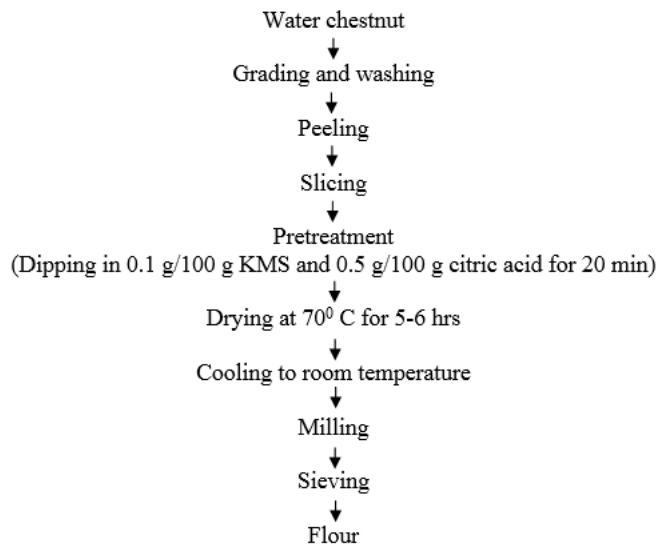 Water chestnut
Grading and washing
Peeling
Slicing
Pretreatment
(Dipping in 0.1 g/100 g KMS and 0.5 g/100 g citric acid for 20 min)
Drying at 70⁰ C for 5-6 hrs
Cooling to room temperature
Milling
Sieving
Flour